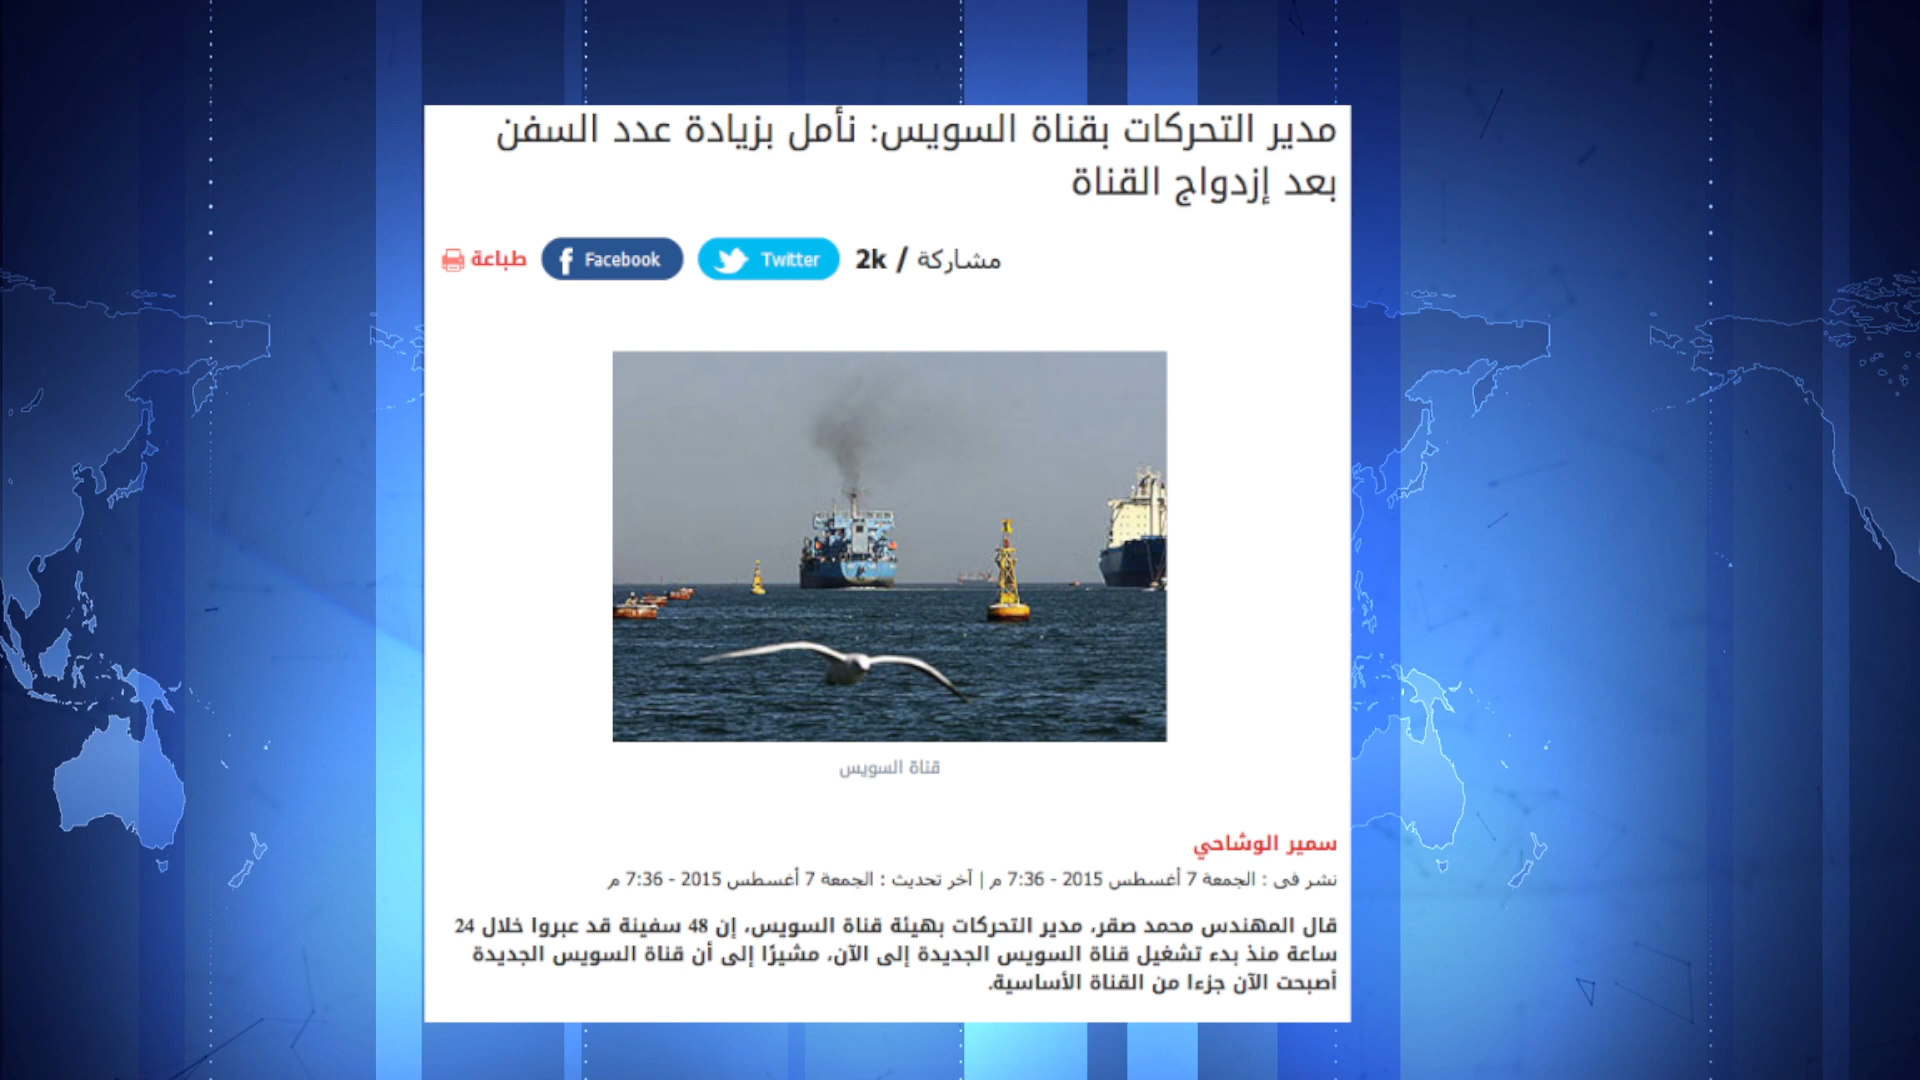 مدير التحركات بقناة السويس: نأمل بزيادة عدد السفن
بعد إزدواج القناة
طباعة Facebook Twitter 2k / مشاركة
قناة السويس
سمير الوشاحي
نشر فى : الجمعة 7 أغسطس 2015 - 7:36 م | آخر تحديث : الجمعة 7 أغسطس 2015 - 7:36 م
قال المهندس محمد صقر، مدير التحركات بهيئة قناة السويس، إن 48 سفينة قد عبروا خلال 24
ساعة منذ بدء تشغيل قناة السويس الجديدة إلى الآن، مشيرًا إلى أن قناة السويس الجديدة
أصبحت الآن جزءا من القناة الأساسية.